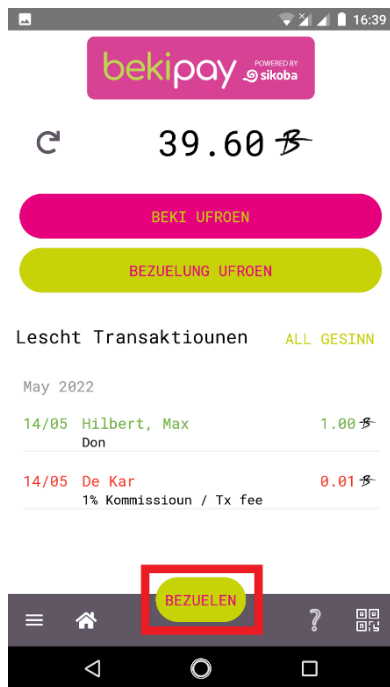 16:39
bekipay POWERED BY
sikoba
39.60
BEKI UFROEN
BEZUELUNG UFROEN
Lescht Transaktiounen ALL GESINN
May 2022
14/05 Hilbert, Max 1.00
Don
14/05 De Kar 0.01
1% Kommissioun / Tx fee
BEZUELEN
?